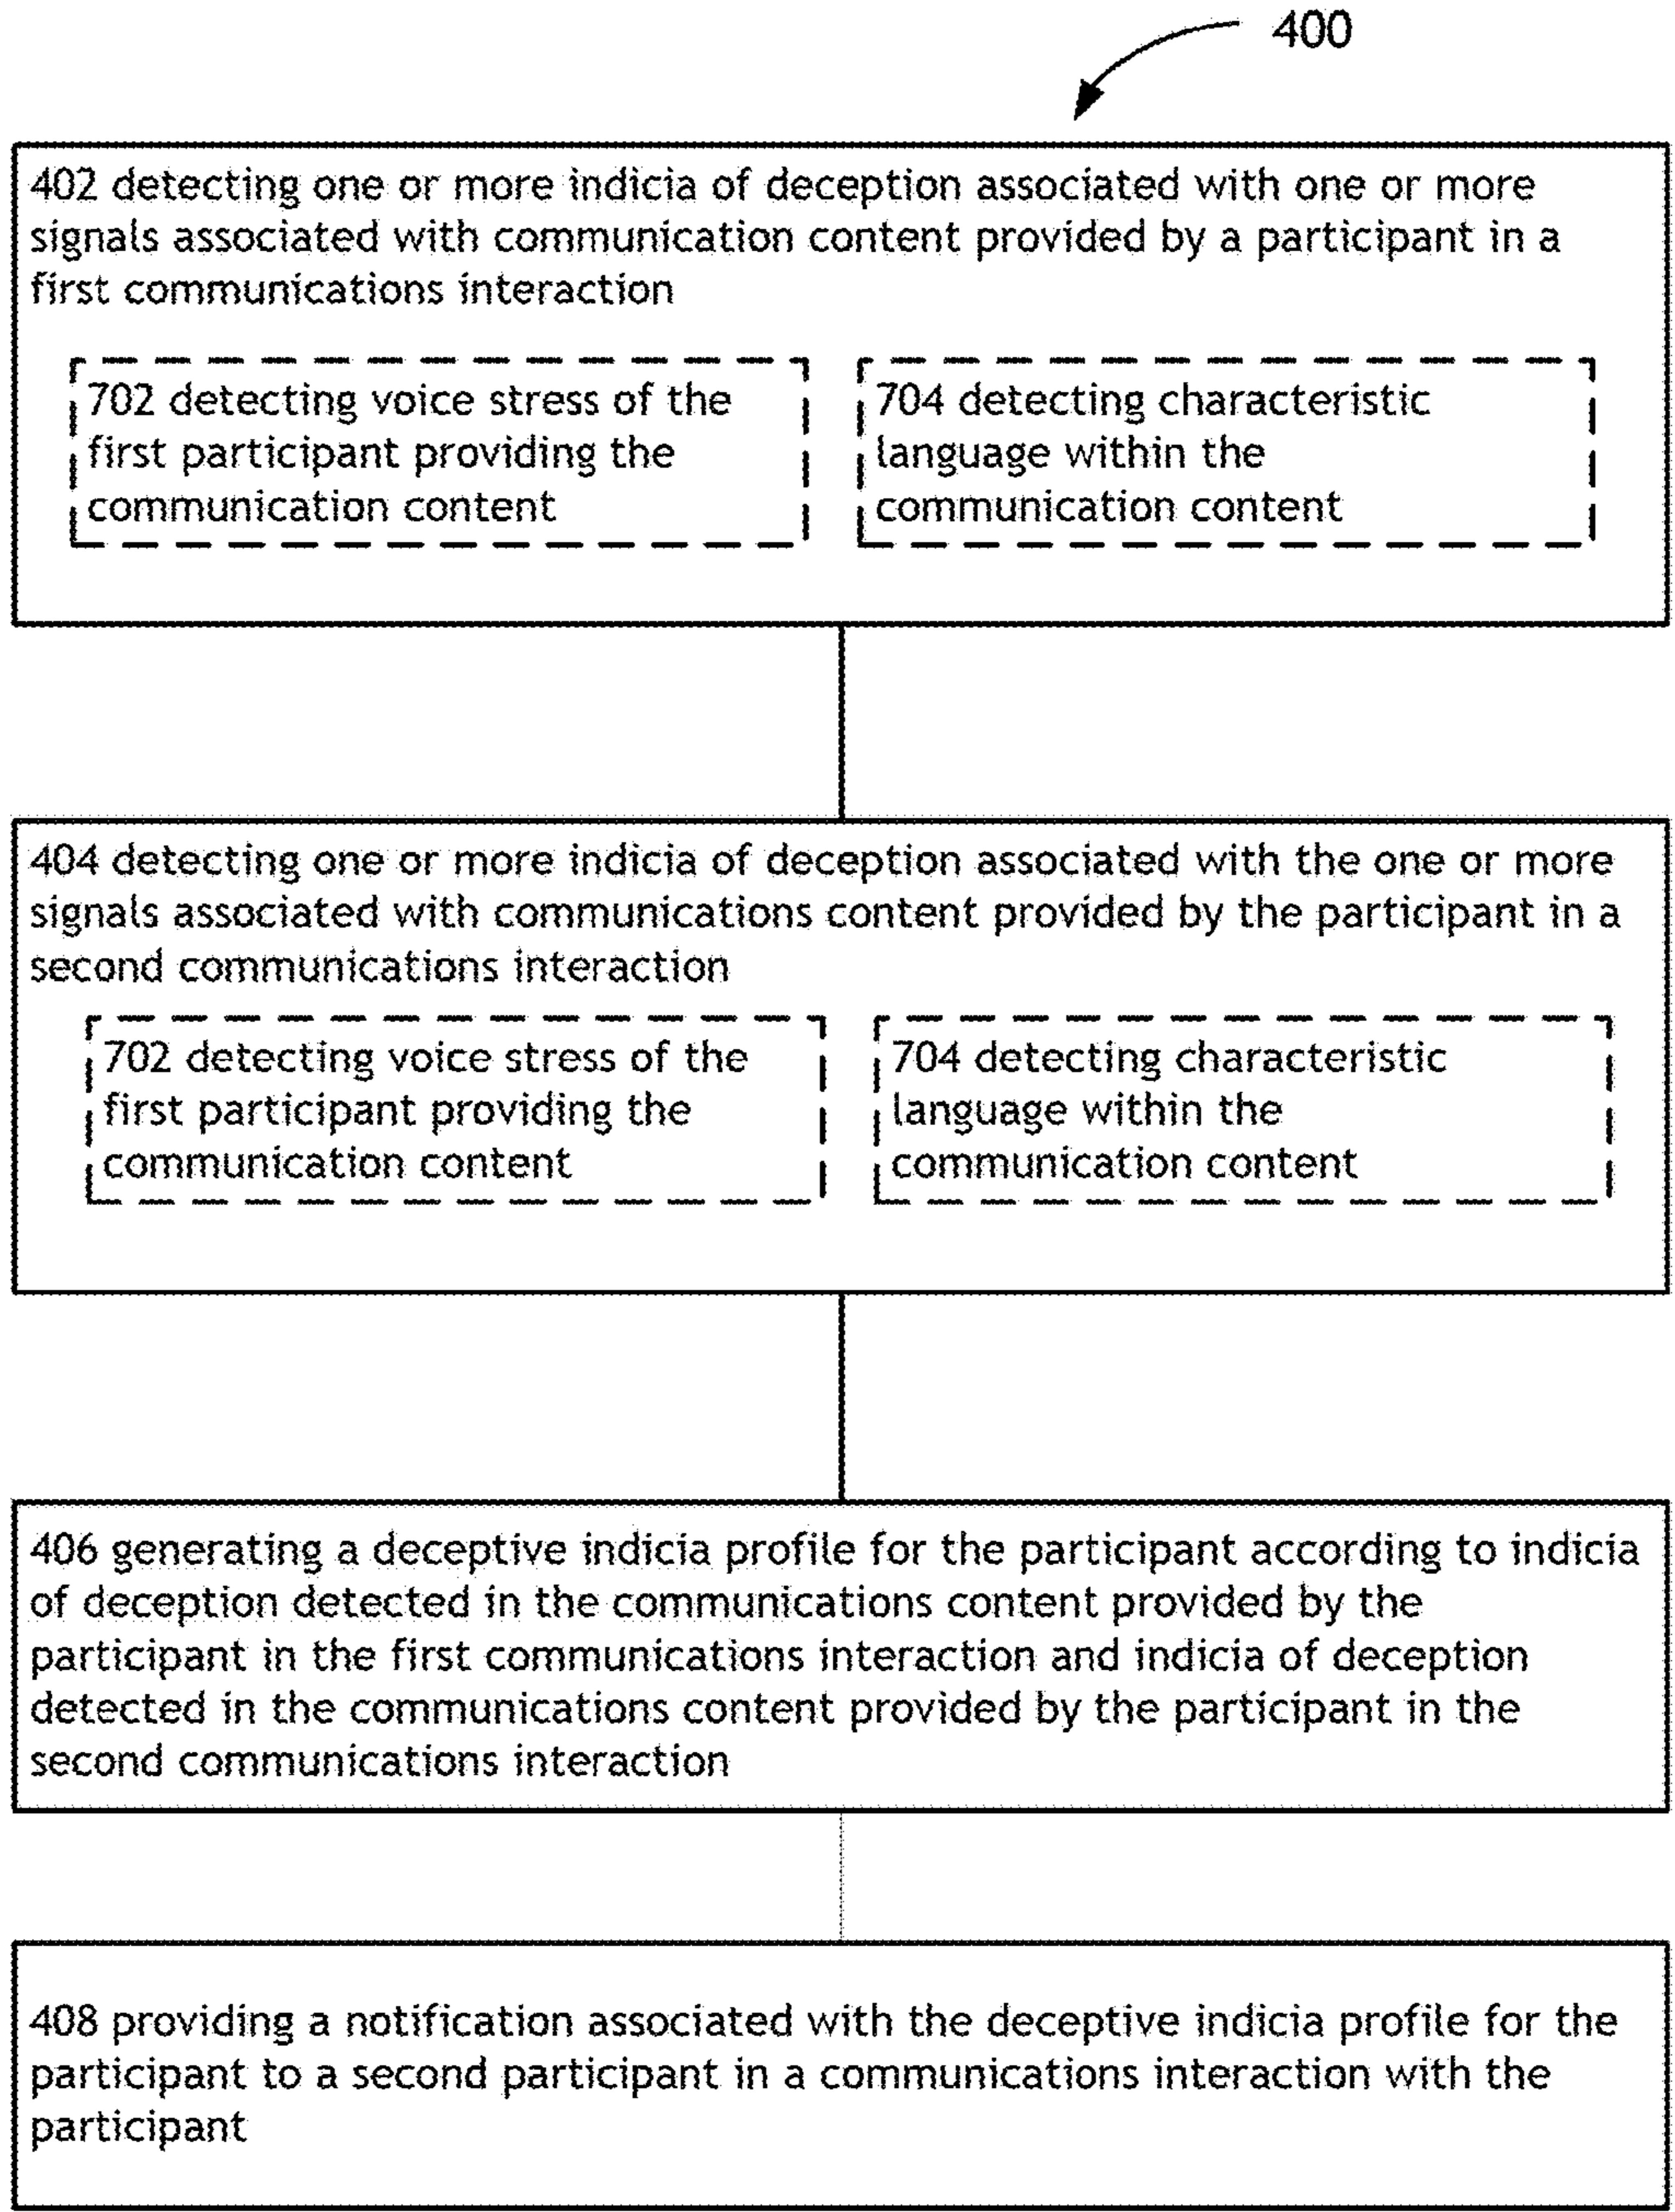 400
402 detecting one or more indicia of deception associated with one or more
signals associated with communication content provided by a participant in a
first communications interaction
702 detecting voice stress of the
first participant providing the
communication content
704 detecting characteristic
language within the
communication content
404 detecting one or more indicia of deception associated with the one or more
signals associated with communications content provided by the participant in a
second communications interaction
702 detecting voice stress of the
first participant providing the
communication content
704 detecting characteristic
language within the
communication content
406 generating a deceptive indicia profile for the participant according to indicia
of deception detected in the communications content provided by the
participant in the first communications interaction and indicia of deception
detected in the communications content provided by the participant in the
second communications interaction
408 providing a notification associated with the deceptive indicia profile for the
participant to a second participant in a communications interaction with the
participant